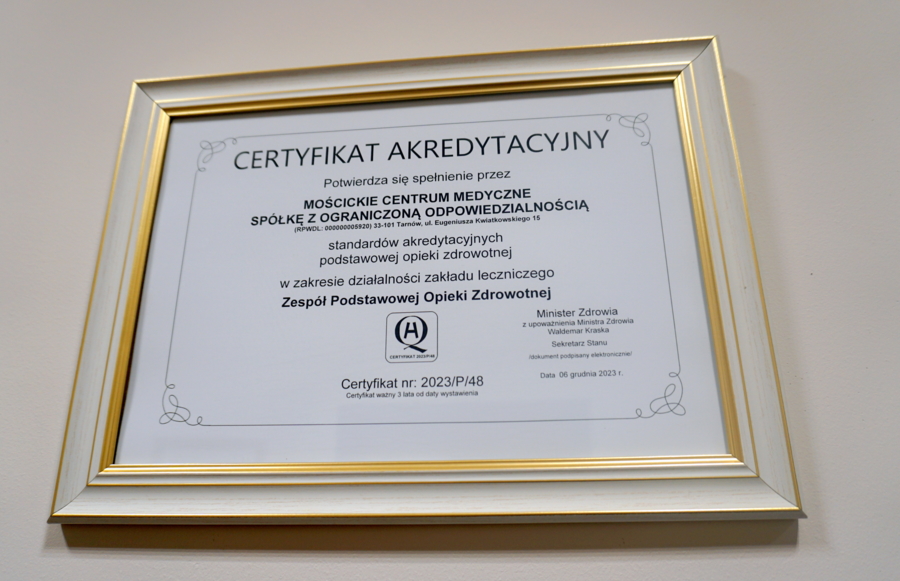 CERTYFIKAT AKREDYTACYJNY
Potwierdza się spełnienie przez
MOŚCICKIE CENTRUM MEDYCZNE
SPÓŁKĘ Z OGRANICZONĄ ODPOWIEDZIALNOŚCIĄ
(RPWDL: 000000005920) 33-101 Tarnów, ul. Eugeniusza Kwiatkowskiego 15
standardów akredytacyjnych
podstawowej opieki zdrowotnej
w zakresie działalności zakładu leczniczego
Zespół Podstawowej Opieki Zdrowotnej
CERTYFIKAT 2023/P/48
Certyfikat nr: 2023/P/48
Certyfikat ważny 3 lata od daty wystawienia
Minister Zdrowia
z upoważnienia Ministra Zdrowia
Waldemar Kraska
Sekretarz Stanu
/dokument podpisany elektronicznie/
Data 06 grudnia 2023 r.